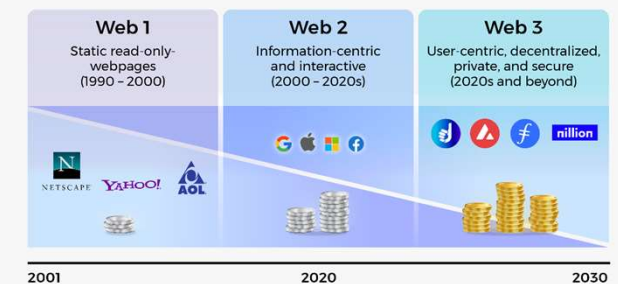 Web 1
Static read-only-
webpages
(1990 – 2000)
Web 2
Information-centric
and interactive
(2000 – 2020s)
Web 3
User-centric, decentralized,
private, and secure
(2020s and beyond)
N
NETSCAPE
YAHOO!
AOL
G
f
nillion
2001
2020
2030